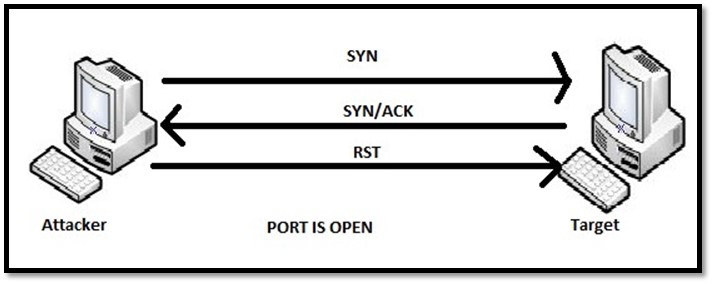 SYN
SYN/ACK
RST
Attacker
PORT IS OPEN
Target